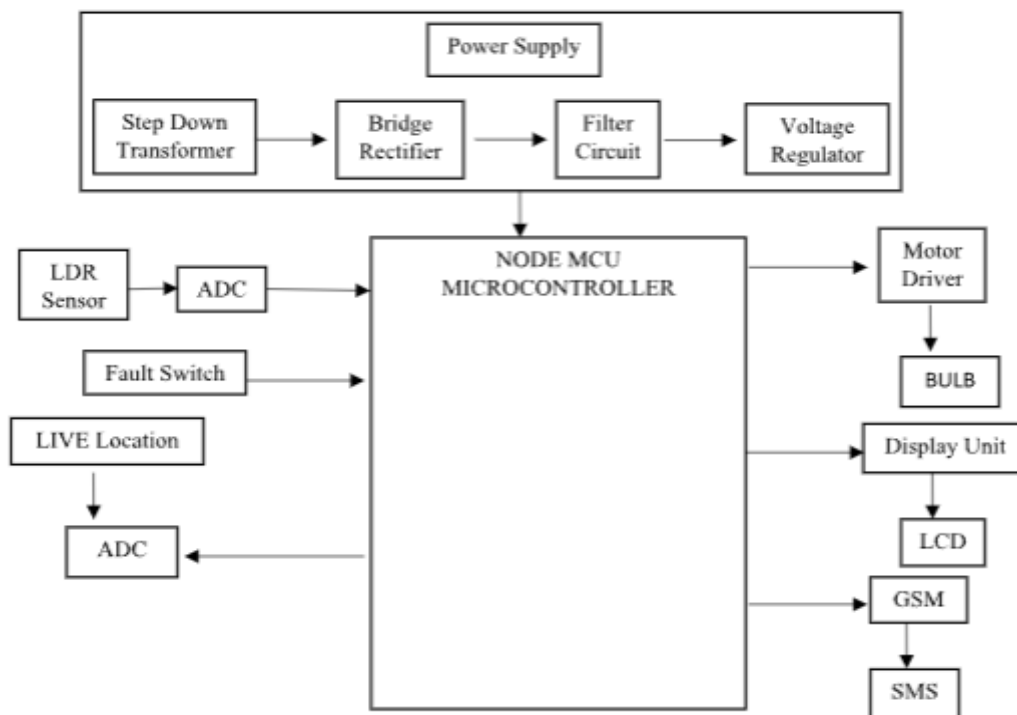 Power Supply
Step Down
Transformer
Bridge
Rectifier
Filter
Circuit
Voltage
Regulator
NODE MCU
MICROCONTROLLER
LDR
Sensor
ADC
Fault Switch
LIVE Location
ADC
Motor
Driver
BULB
Display Unit
LCD
GSM
SMS